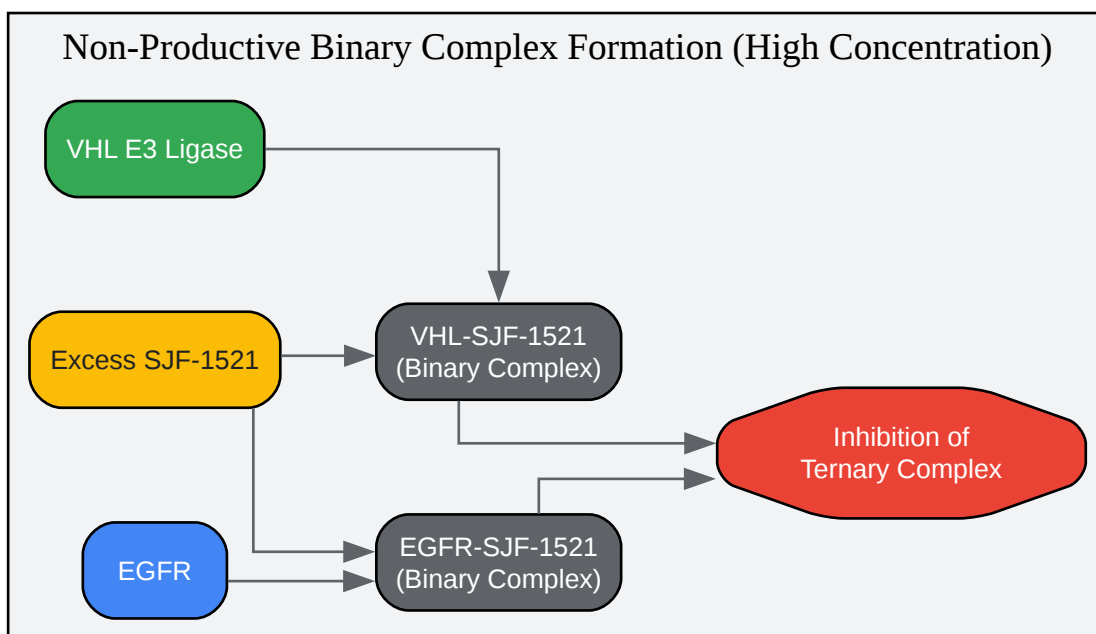 Non-Productive Binary Complex Formation (High Concentration)
VHL E3 Ligase
Excess SJF-1521
VHL-SJF-1521
(Binary Complex)
Inhibition of
Ternary Complex
EGFR
EGFR-SJF-1521
(Binary Complex)